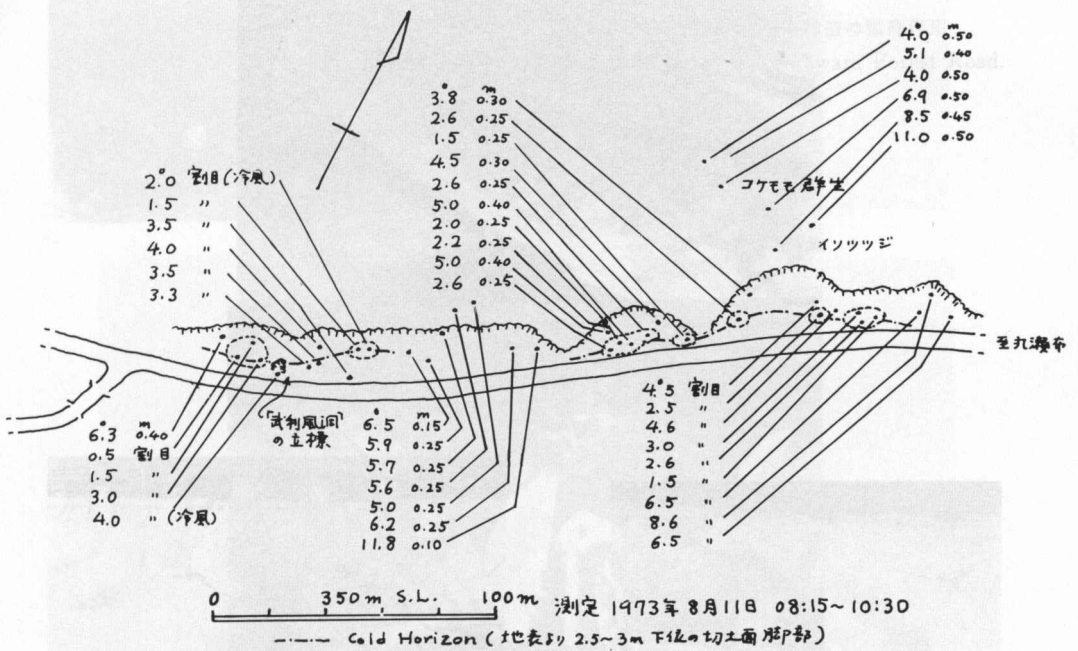 4.°0 m0.50
5.1 0.40
4.0 0.50
6.9 0.50
8.5 0.45
11.0 0.50
3.°8 m0.30
2.6 0.25
1.5 0.25
4.5 0.30
2.6 0.25
5.0 0.40
2.0 0.25
2.2 0.25
5.0 0.40
2.6 0.25
2.°0 割目(冷風)
1.5 〃
3.5 〃
4.0 〃
3.5 〃
3.3 〃
コケモモ群生
イソツツジ
至丸瀬布
6.°3 m0.40
0.5 割目
1.5 〃
3.0 〃
4.0 〃(冷風)
「武利風洞」
の立標
6.°5 m0.15
5.9 0.25
5.7 0.25
5.6 0.25
5.0 0.25
6.2 0.25
11.8 0.10
4.°5 割目
2.5 〃
4.6 〃
3.0 〃
2.6 〃
1.5 〃
6.5 〃
8.6 〃
6.5 〃
0 350m S.L. 100m
測定 1973年8月11日 08:15~10:30
Cold Horizon (地表より 2.5~3m 下位の切土面脚部)